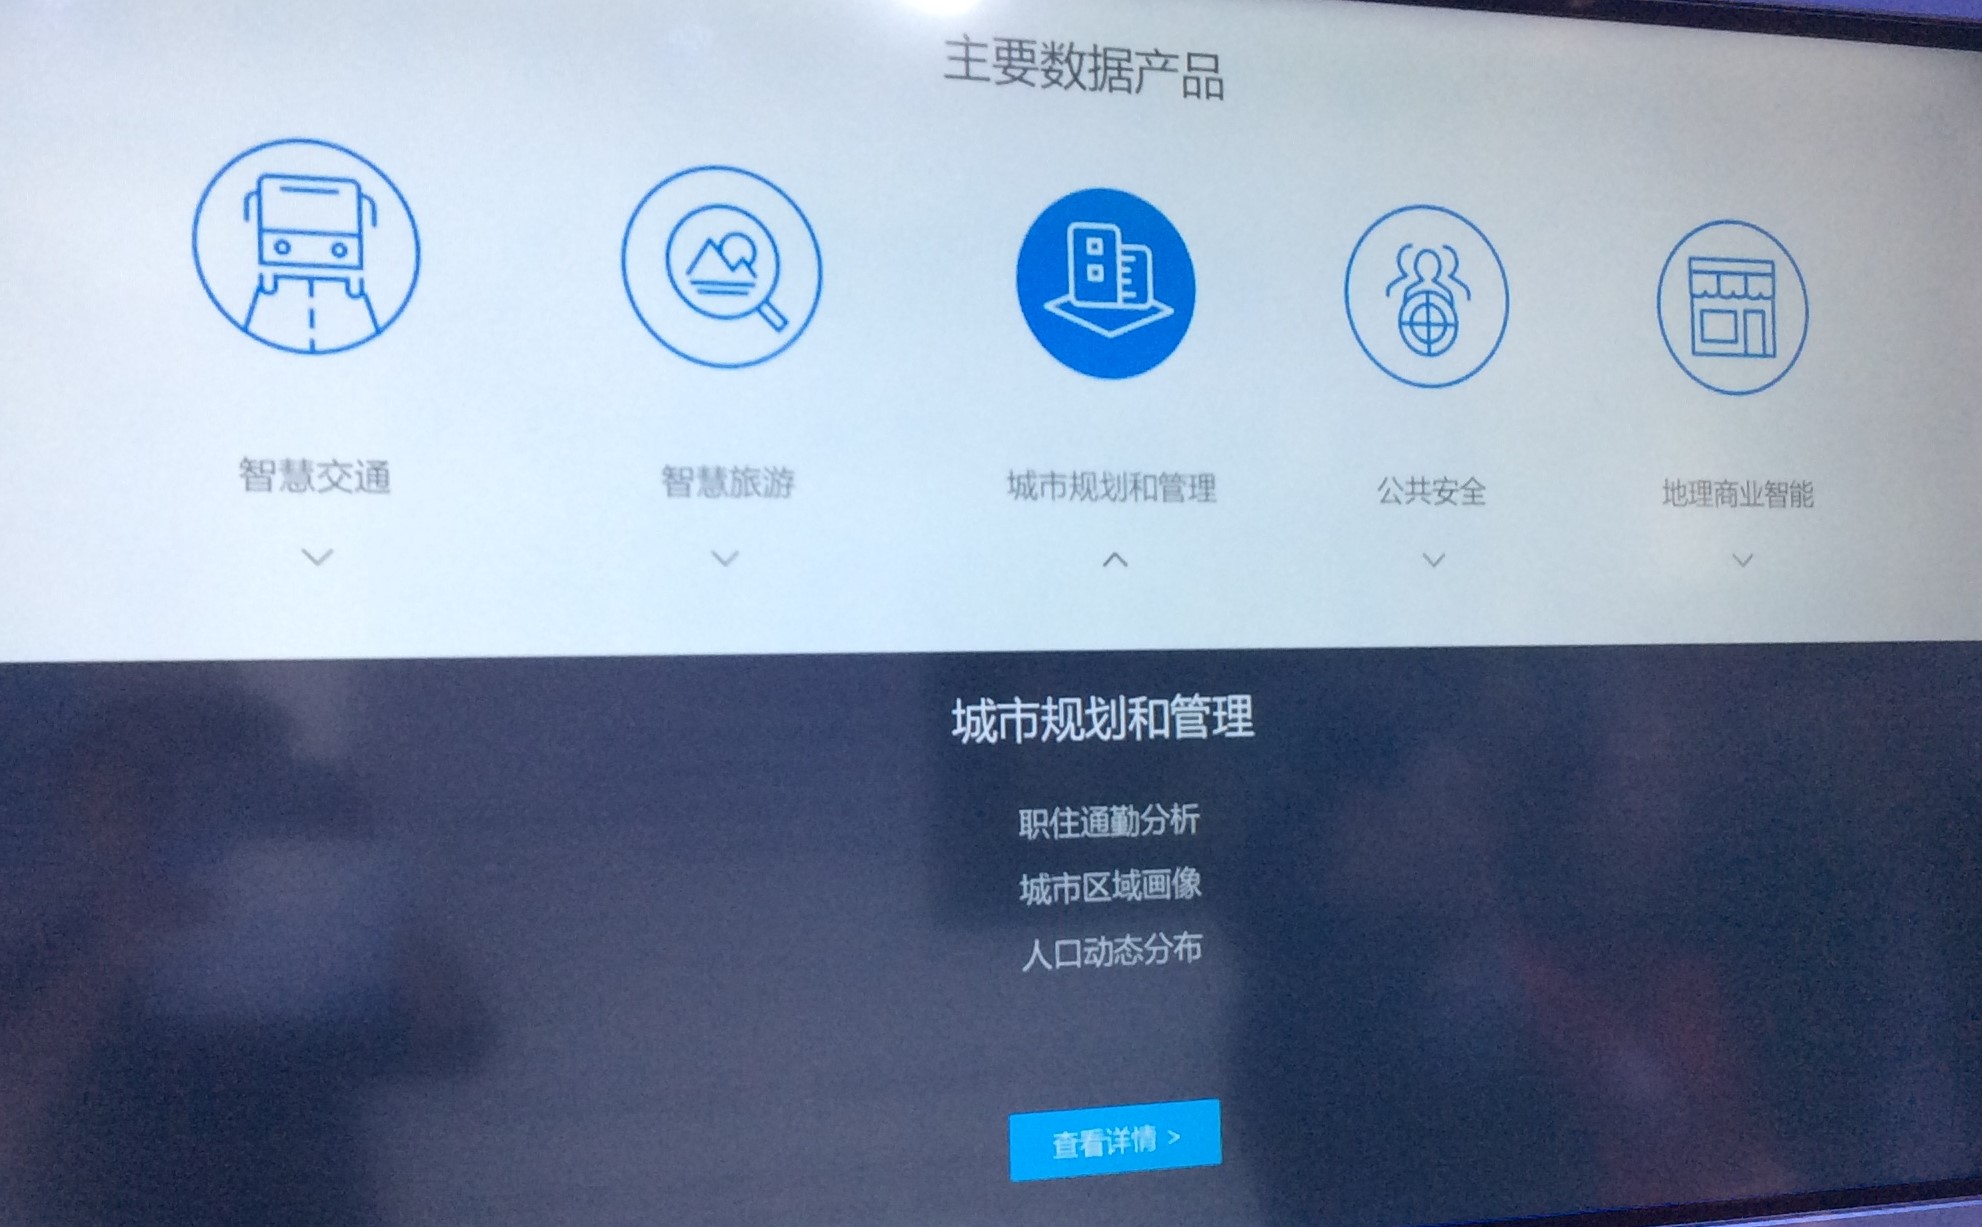 主要数据产品
智慧交通
智慧旅游
城市规划和管理
公共安全
地理商业智能
城市规划和管理
职住通勤分析
城市区域画像
人口动态分布
查看详情 >